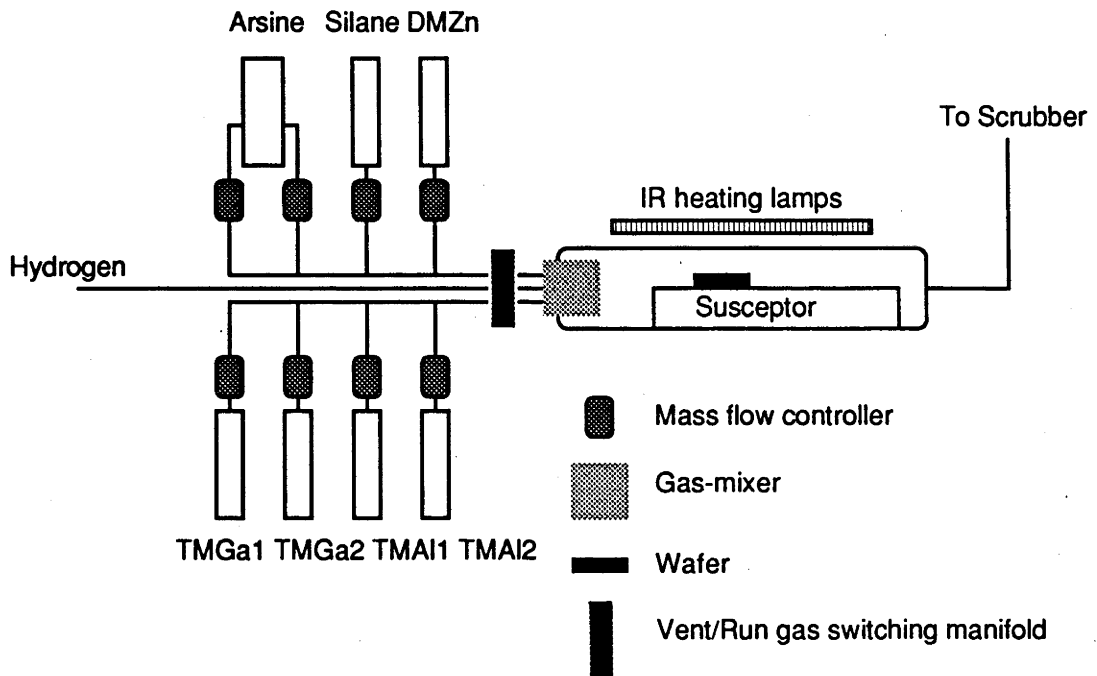 Arsine Silane DMZn
To Scrubber
IR heating lamps
Hydrogen
Susceptor
Mass flow controller
Gas-mixer
TMGa1 TMGa2 TMAl1 TMAl2
Wafer
Vent/Run gas switching manifold